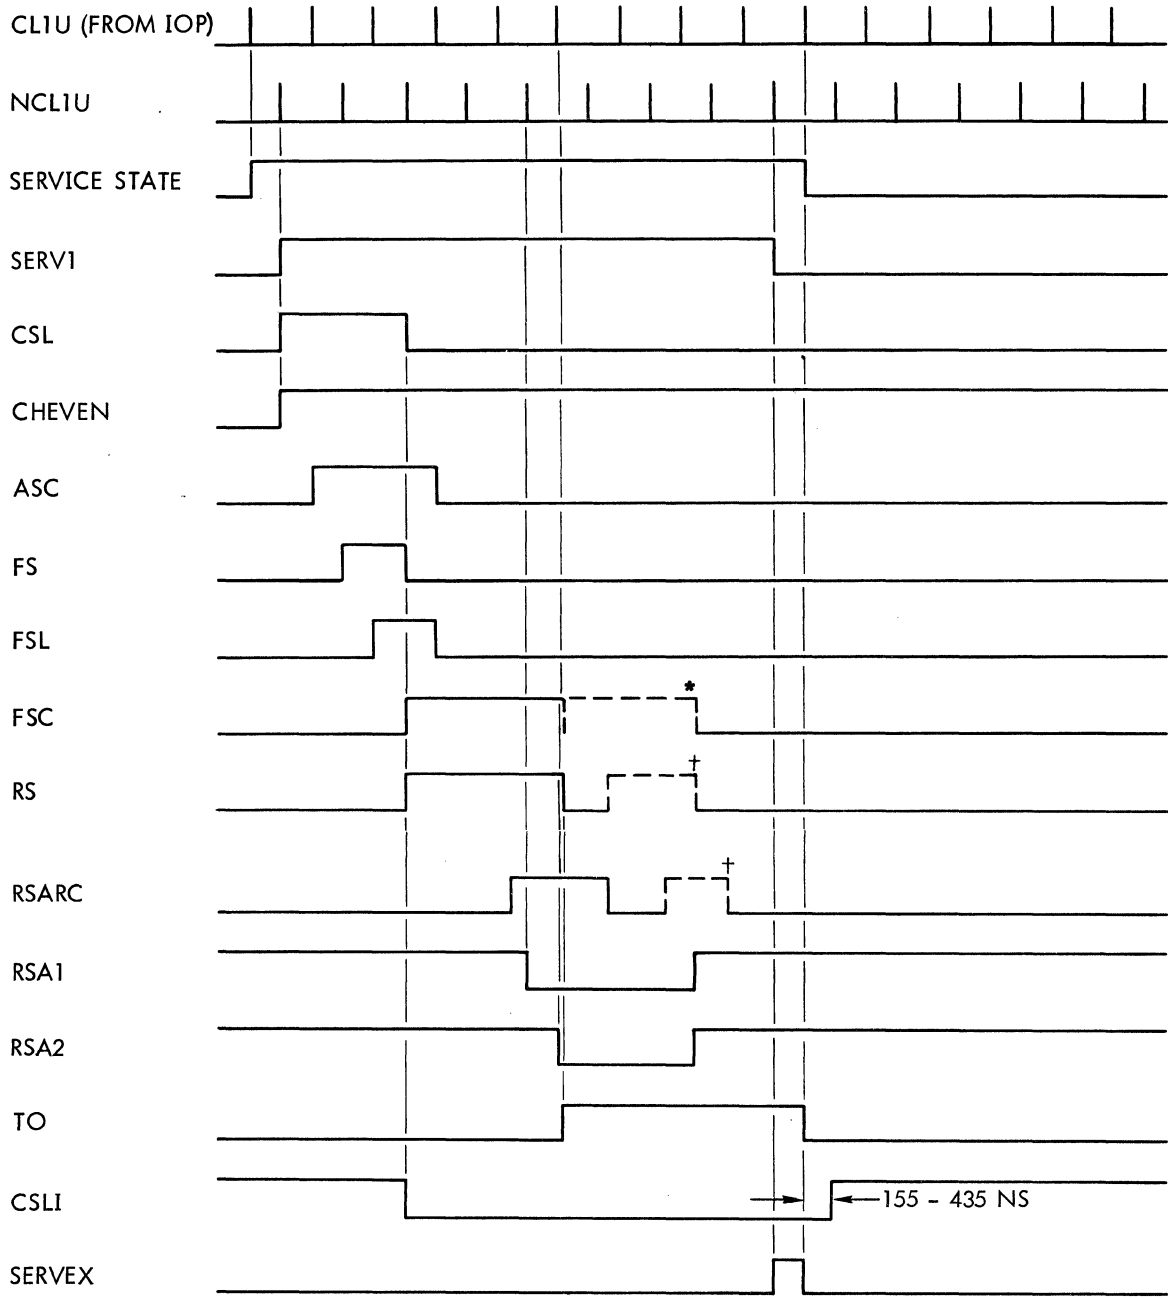 CL1U (FROM IOP)
NCL1U
SERVICE STATE
SERV1
CSL
CHEVEN
ASC
FS
FSL
*
FSC
†
RS
†
RSARC
RSA1
RSA2
TO
CSLI
155 - 435 NS
SERVEX